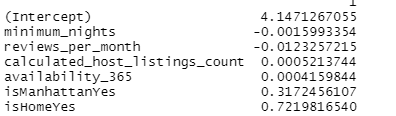 1
(Intercept) 4.1471267055
minimum_nights -0.0015993354
reviews_per_month -0.0123257215
calculated_host_listings_count 0.0005213744
availability_365 0.0004159844
isManhattanYes 0.3172456107
isHomeYes 0.7219816540